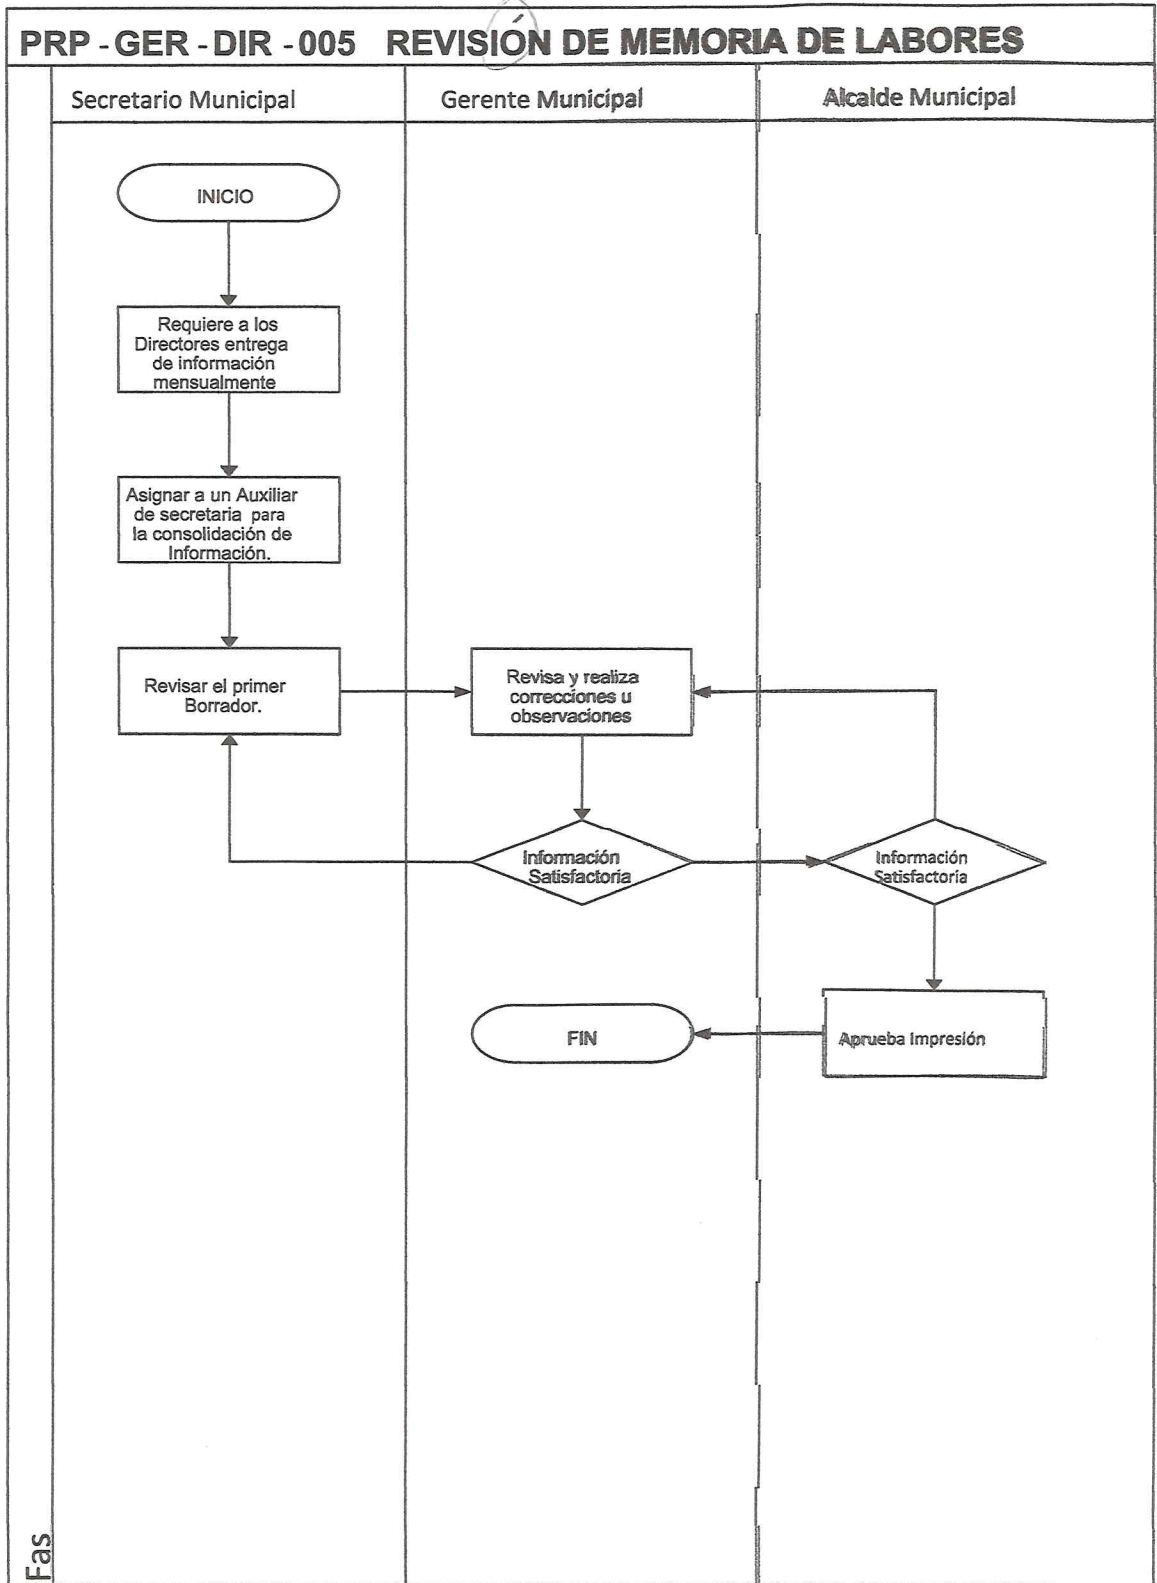 PRP - GER - DIR - 005 REVISIÓN DE MEMORIA DE LABORES
Secretario Municipal
Gerente Municipal
Alcalde Municipal
INICIO
Requiere a los
Directores entrega
de información
mensualmente
Asignar a un Auxiliar
de secretaria para
la consolidación de
Información.
Revisar el primer
Borrador.
Revisa y realiza
correcciones u
observaciones
Información
Satisfactoria
Información
Satisfactoria
Aprueba Impresión
FIN
Fas